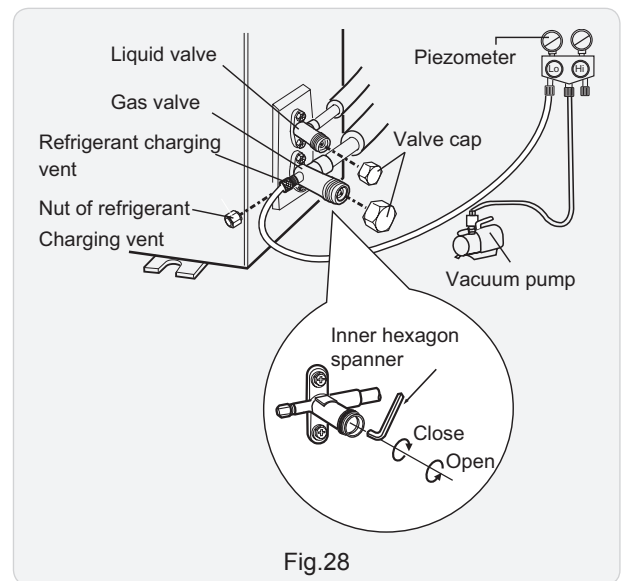 Liquid valve
Gas valve
Refrigerant charging
vent
Nut of refrigerant
Charging vent
Piezometer
Lo
Hi
Valve cap
Vacuum pump
Inner hexagon
spanner
Close
Open
Fig.28